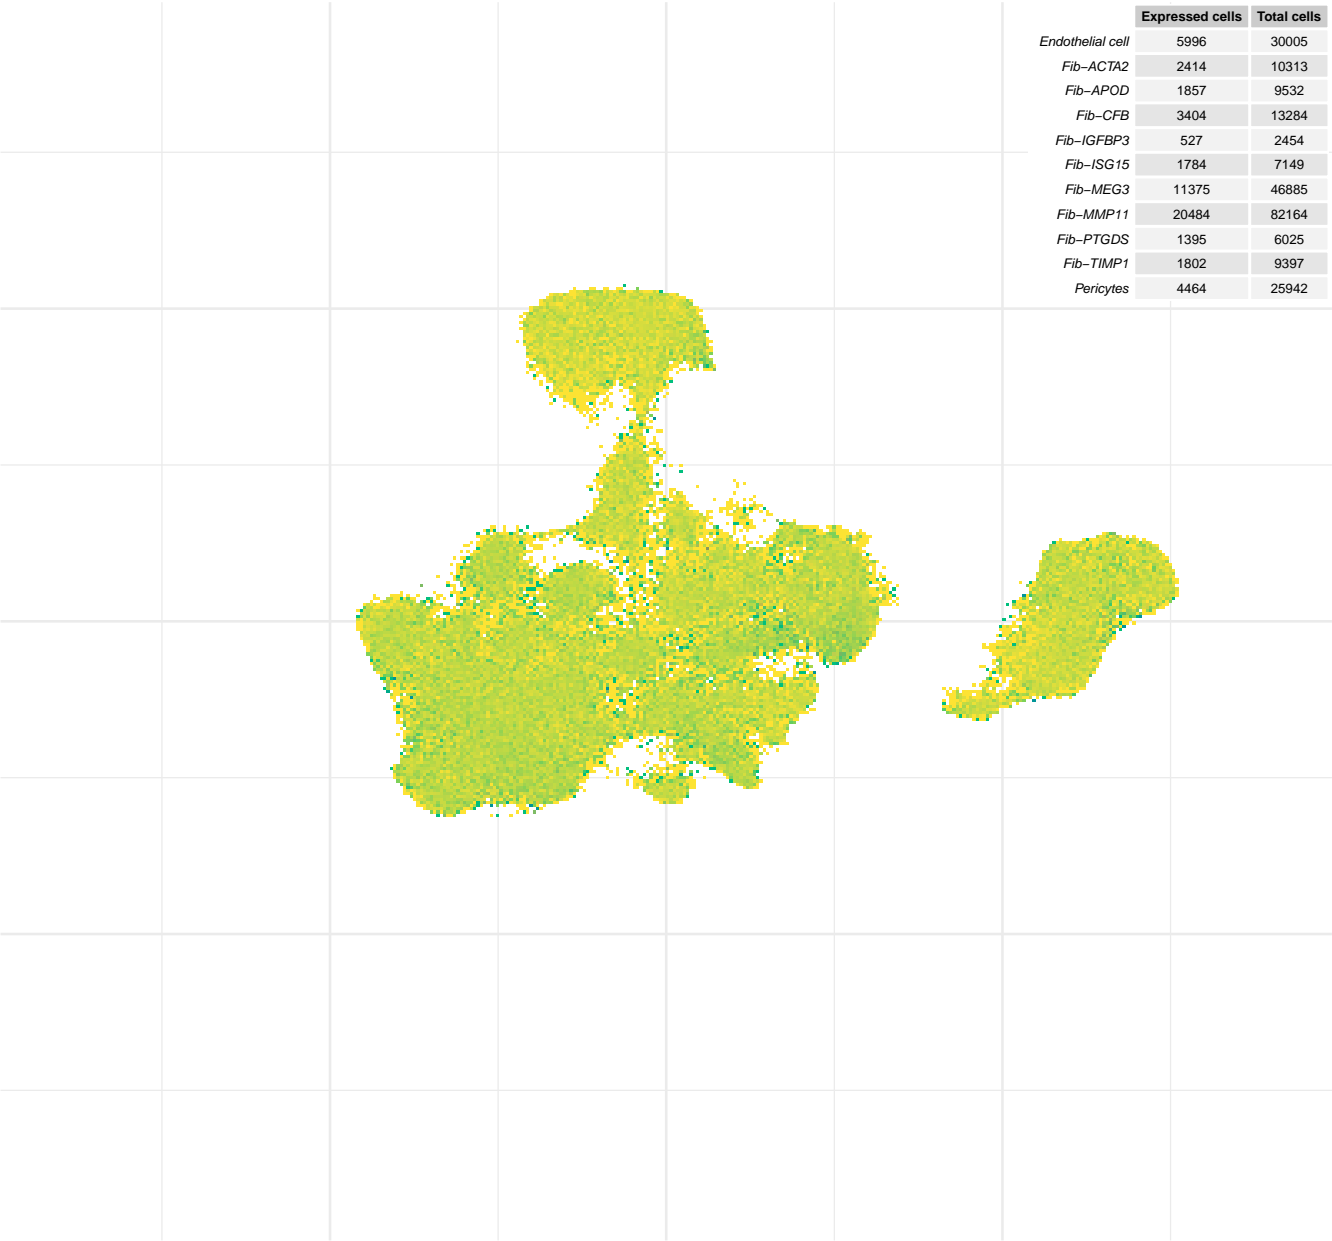 Expressed cells Total cells
Endothelial cell 5996 30005
Fib−ACTA2 2414 10313
Fib−APOD 1857 9532
Fib−CFB 3404 13284
Fib−IGFBP3 527 2454
Fib−ISG15 1784 7149
Fib−MEG3 11375 46885
Fib−MMP11 20484 82164
Fib−PTGDS 1395 6025
Fib−TIMP1 1802 9397
Pericytes 4464 25942